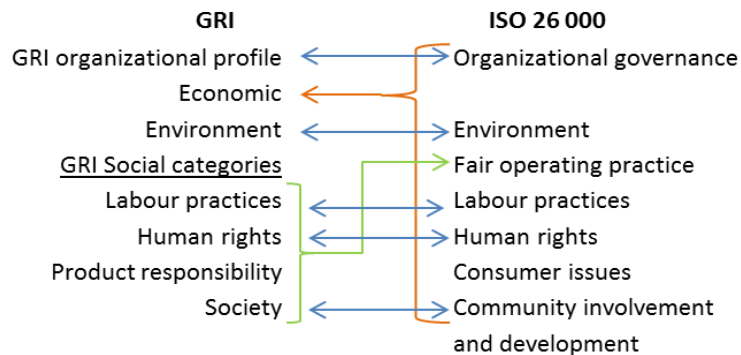 GRI
ISO 26 000
GRI organizational profile
Organizational governance
Economic
Environment
Environment
GRI Social categories
Fair operating practice
Labour practices
Labour practices
Human rights
Human rights
Product responsibility
Consumer issues
Society
Community involvement
and development